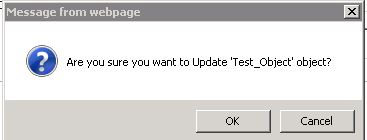 Message from webpage
Are you sure you want to Update 'Test_Object' object?
OK
Cancel